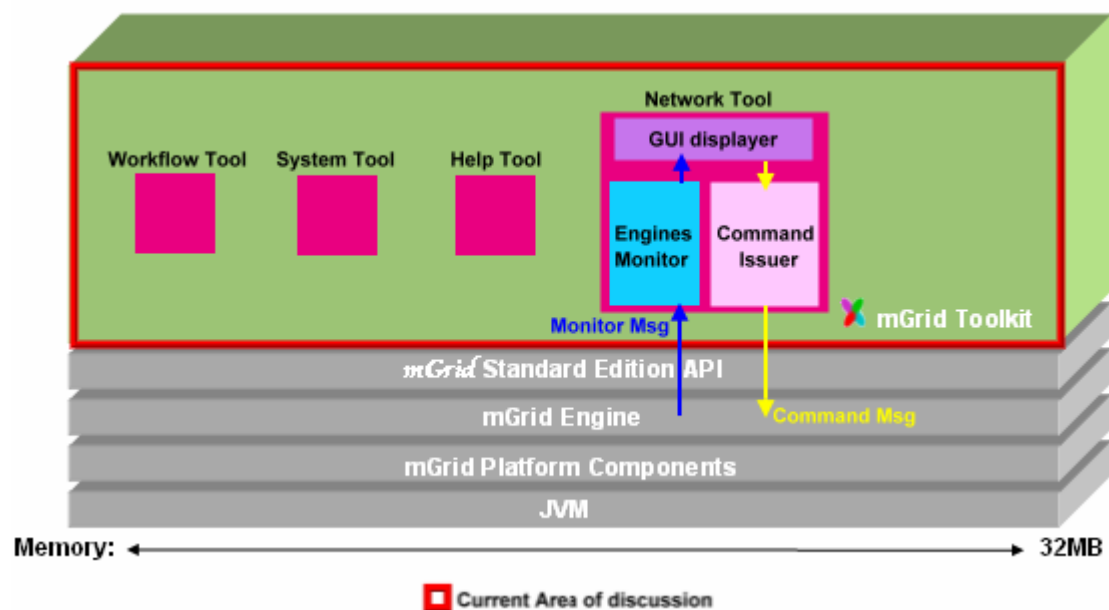 Network Tool
GUI displayer
Workflow Tool
System Tool
Help Tool
Engines
Monitor
Command
Issuer
Monitor Msg
mGrid Toolkit
mGrid Standard Edition API
mGrid Engine
Command Msg
mGrid Platform Components
JVM
Memory:
32MB
Current Area of discussion